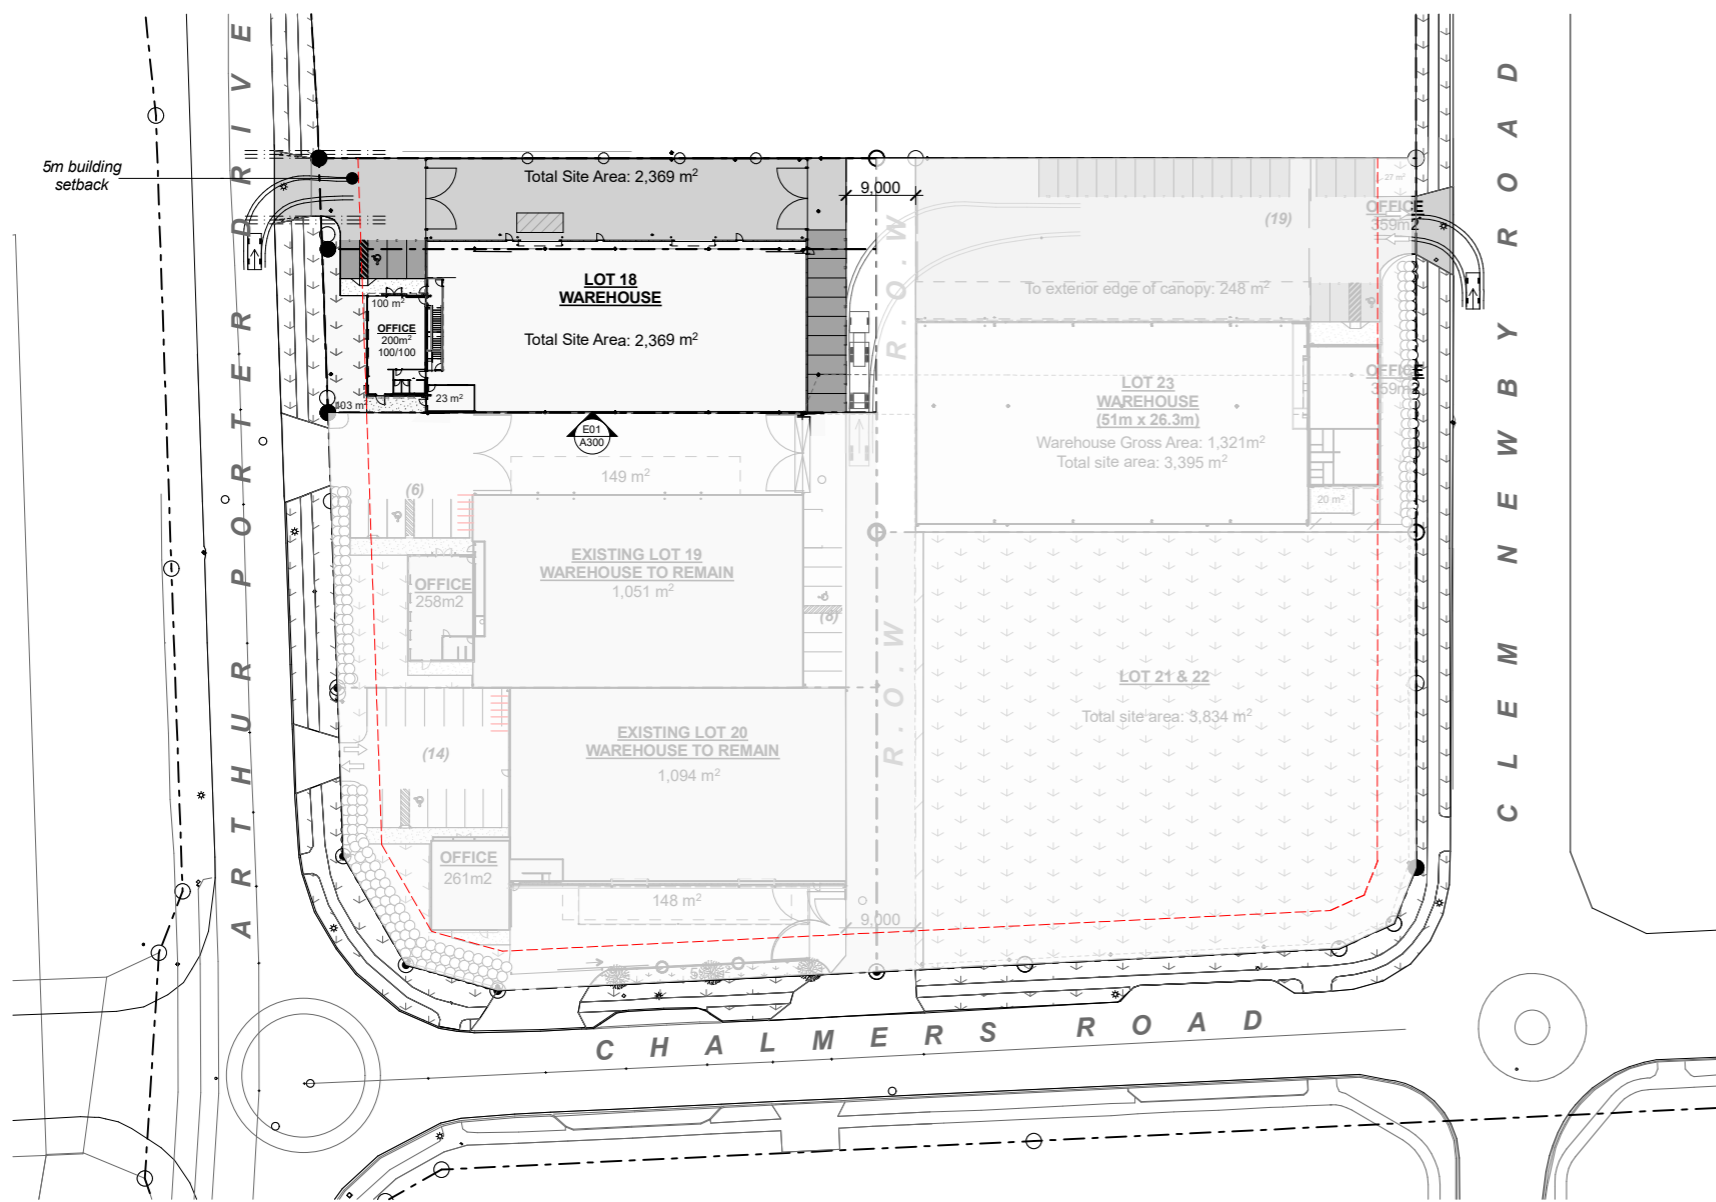 ARTHUR PORTER DRIVE
5m building
setback
Total Site Area: 2,369 m²
9,000
R.O.W
(19)
27 m²
OFFICE
359m2
CLEM NEWBY ROAD
LOT 18
WAREHOUSE
Total Site Area: 2,369 m²
100 m²
OFFICE
200m²
100/100
23 m²
103 m²
To exterior edge of canopy: 248 m²
LOT 23
WAREHOUSE
(51m x 26.3m)
Warehouse Gross Area: 1,321m²
Total site area: 3,395 m²
OFFICE
359m2
20 m²
E01
A300
149 m²
(6)
EXISTING LOT 19
WAREHOUSE TO REMAIN
1,051 m²
OFFICE
258m2
(8)
R.O.W
LOT 21 & 22
Total site area: 3,834 m²
EXISTING LOT 20
WAREHOUSE TO REMAIN
1,094 m²
(14)
OFFICE
261m2
148 m²
9,000
CHALMERS ROAD